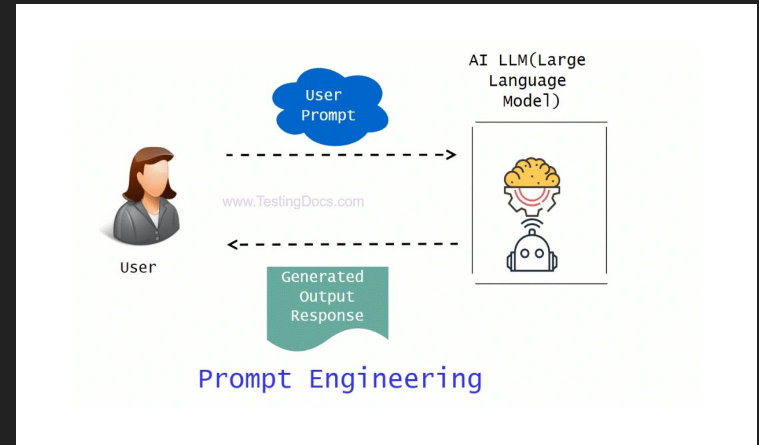 AI LLM(Large
Language
Model)
User
Prompt
www.TestingDocs.com
User
Generated
Output
Response
Prompt Engineering